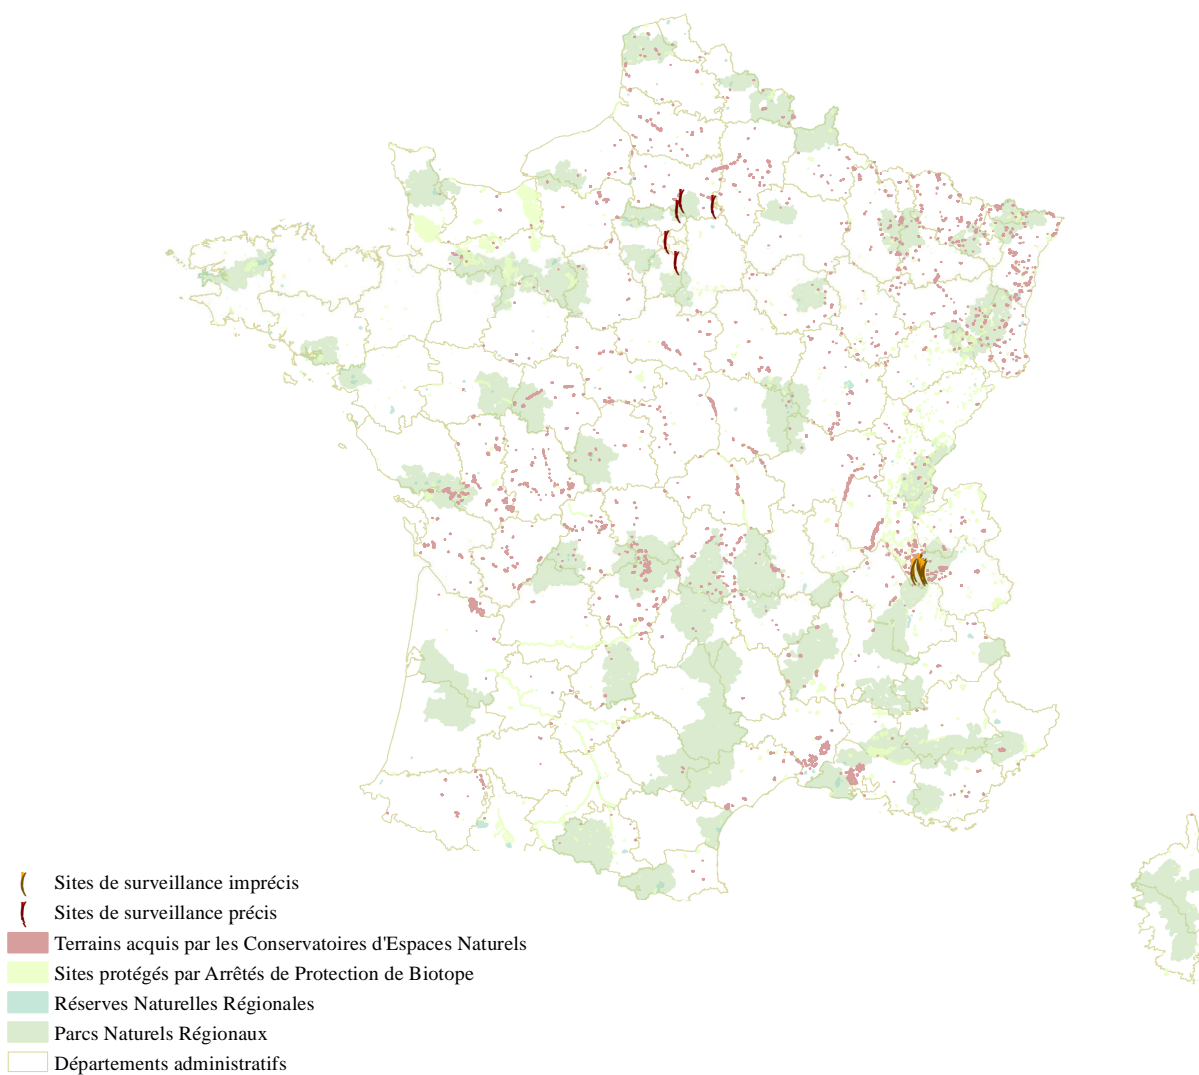 Sites de surveillance imprécis
Sites de surveillance précis
Terrains acquis par les Conservatoires d'Espaces Naturels
Sites protégés par Arrêtés de Protection de Biotope
Réserves Naturelles Régionales
Parcs Naturels Régionaux
Départements administratifs